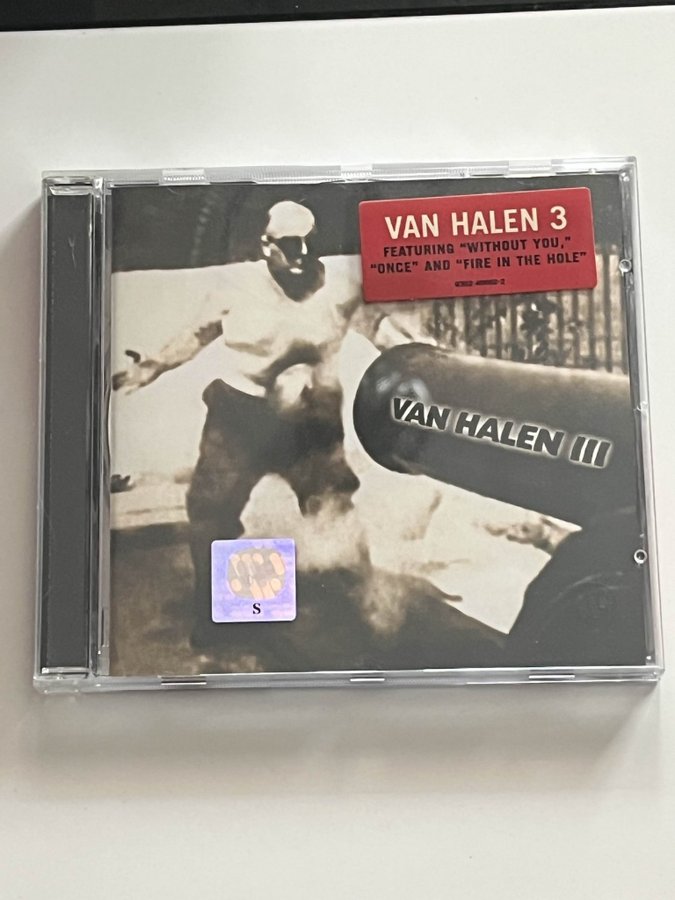 VAN HALEN 3
FEATURING "WITHOUT YOU,"
"ONCE" AND "FIRE IN THE HOLE"
VAN HALEN III
S